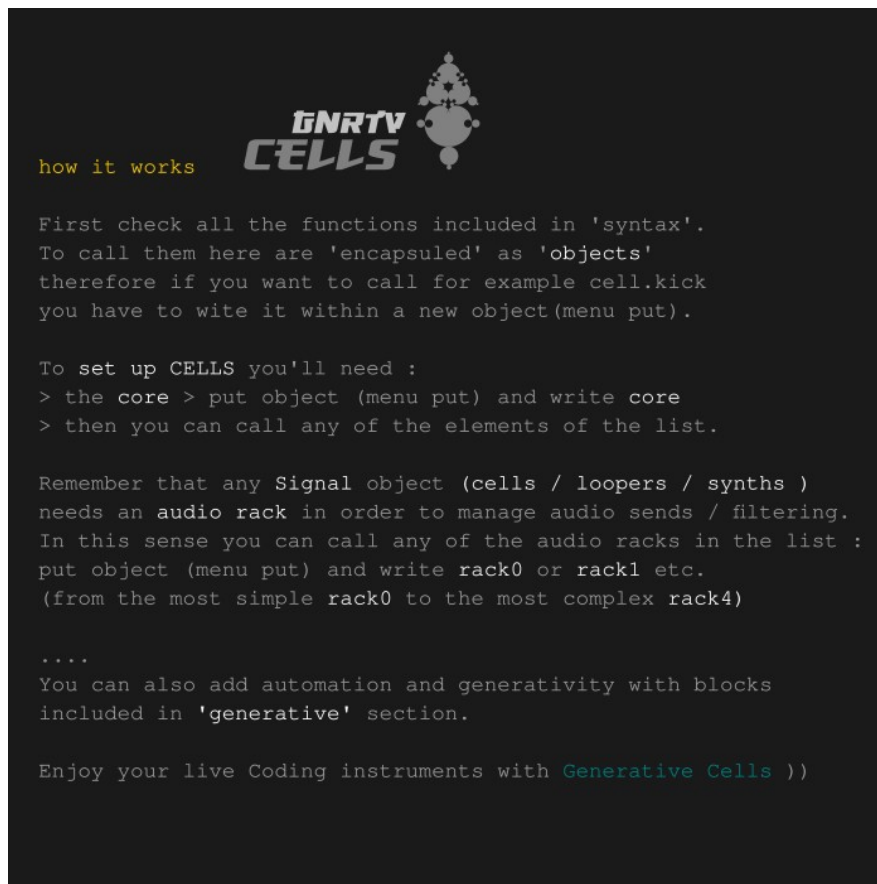 GNRTV
CELLS
how it works
First check all the functions included in 'syntax'.
To call them here are 'encapsuled' as 'objects'
therefore if you want to call for example cell.kick
you have to wite it within a new object(menu put).
To set up CELLS you'll need :
> the core > put object (menu put) and write core
> then you can call any of the elements of the list.
Remember that any Signal object (cells / loopers / synths )
needs an audio rack in order to manage audio sends / filtering.
In this sense you can call any of the audio racks in the list :
put object (menu put) and write rack0 or rack1 etc.
(from the most simple rack0 to the most complex rack4)
....
You can also add automation and generativity with blocks
included in 'generative' section.
Enjoy your live Coding instruments with Generative Cells ))